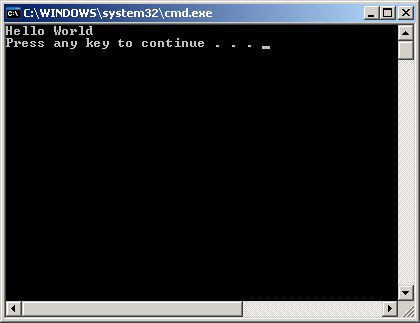 C:\WINDOWS\system32\cmd.exe
Hello World
Press any key to continue . . . _